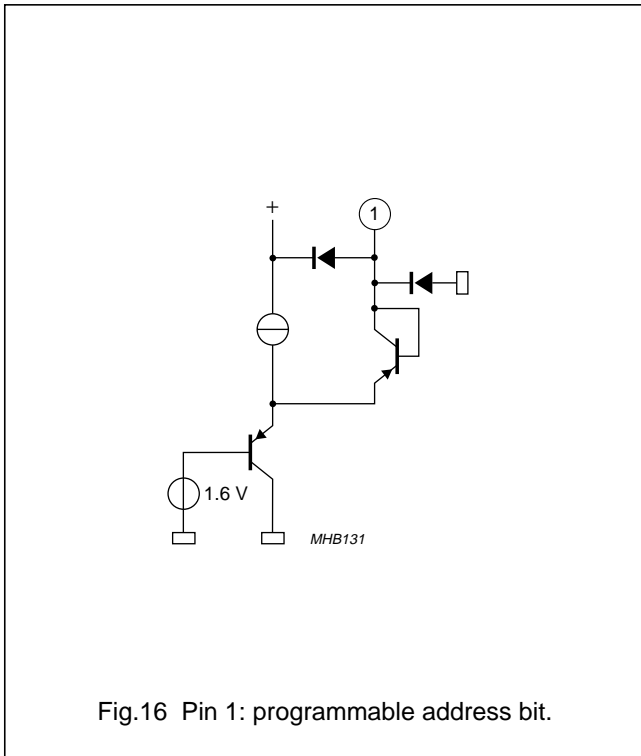 +
1
1.6 V
MHB131
Fig.16 Pin 1: programmable address bit.